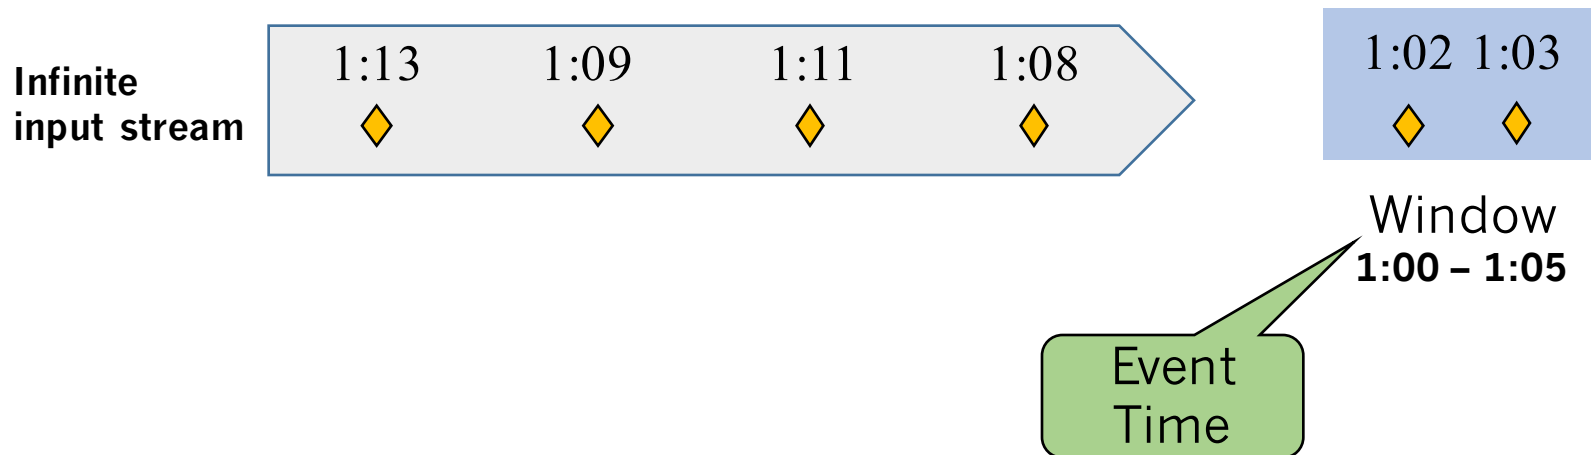 1:13 1:09 1:11 1:08
1:02 1:03
Infinite
input stream
Window
1:00 – 1:05
Event
Time